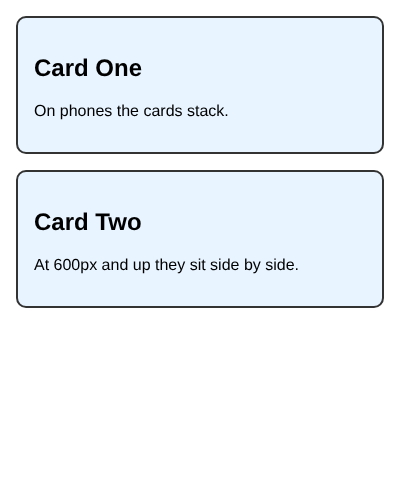 Card One
On phones the cards stack.
Card Two
At 600px and up they sit side by side.